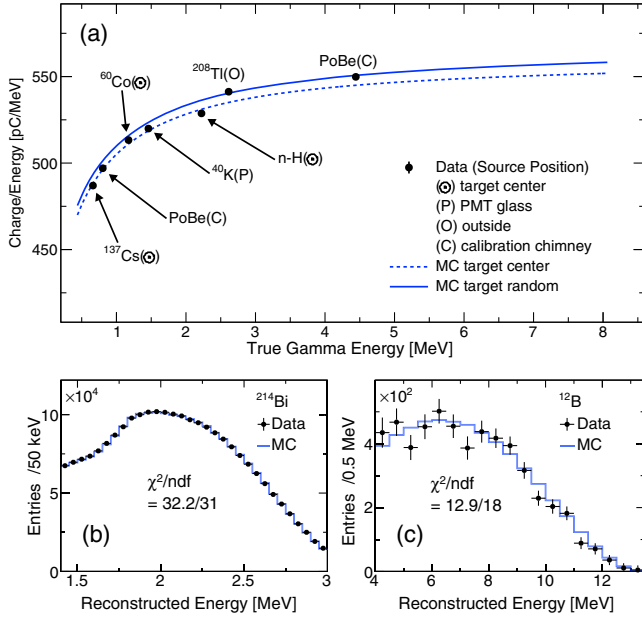 (a)
⁶⁰Co(⊙)
²⁰⁸Tl(O)
PoBe(C)
n-H(⊙)
⁴⁰K(P)
PoBe(C)
¹³⁷Cs(⊙)
Data (Source Position)
(⊙) target center
(P) PMT glass
(O) outside
(C) calibration chimney
MC target center
MC target random
Charge/Energy [pC/MeV]
550
500
450
1 2 3 4 5 6 7 8
True Gamma Energy [MeV]
×10⁴
²¹⁴Bi
Data
MC
χ²/ndf
= 32.2/31
(b)
Entries /50 keV
10
5
0
1.5 2 2.5 3
Reconstructed Energy [MeV]
×10²
¹²B
Data
MC
χ²/ndf
= 12.9/18
(c)
Entries /0.5 MeV
4
2
0
4 6 8 10 12
Reconstructed Energy [MeV]